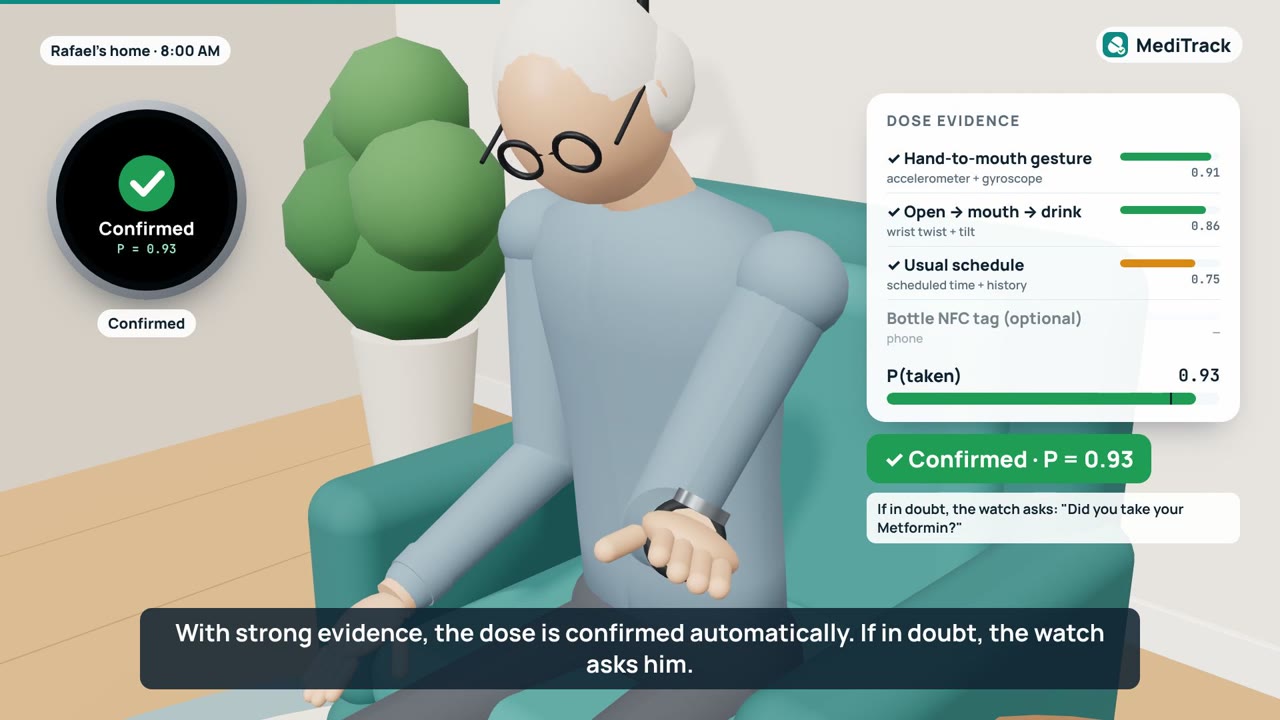 Rafael's home · 8:00 AM
MediTrack
Confirmed
P = 0.93
Confirmed
DOSE EVIDENCE
✓ Hand-to-mouth gesture
accelerometer + gyroscope
0.91
✓ Open → mouth → drink
wrist twist + tilt
0.86
✓ Usual schedule
scheduled time + history
0.75
Bottle NFC tag (optional)
phone
–
P(taken) 0.93
✓ Confirmed · P = 0.93
If in doubt, the watch asks: "Did you take your
Metformin?"
With strong evidence, the dose is confirmed automatically. If in doubt, the watch
asks him.